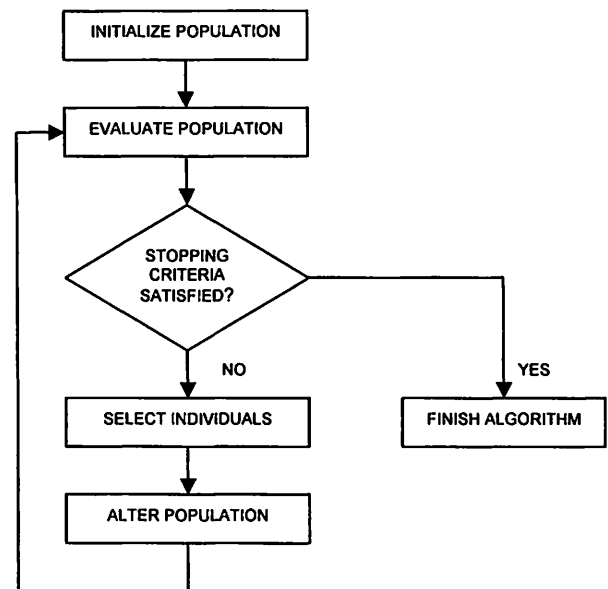 INITIALIZE POPULATION
EVALUATE POPULATION
STOPPING
CRITERIA
SATISFIED?
NO
YES
SELECT INDIVIDUALS
FINISH ALGORITHM
ALTER POPULATION